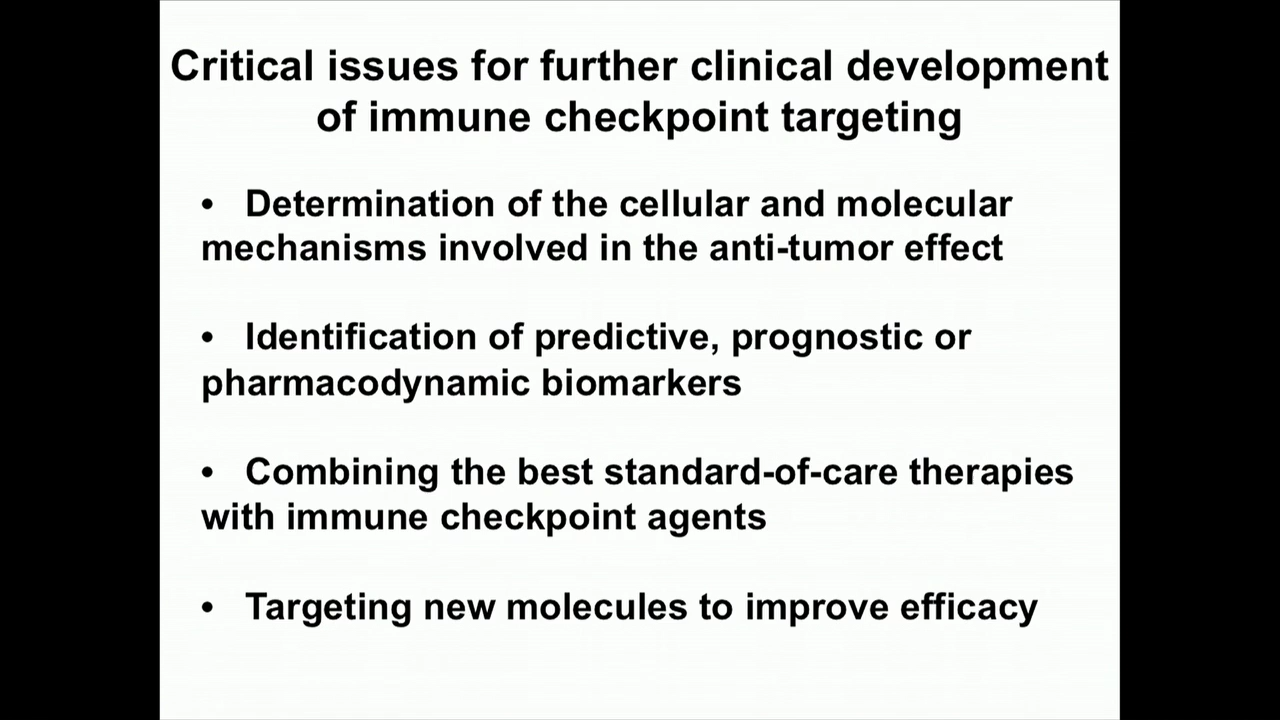 Critical issues for further clinical development
of immune checkpoint targeting
• Determination of the cellular and molecular
mechanisms involved in the anti-tumor effect
• Identification of predictive, prognostic or
pharmacodynamic biomarkers
• Combining the best standard-of-care therapies
with immune checkpoint agents
• Targeting new molecules to improve efficacy